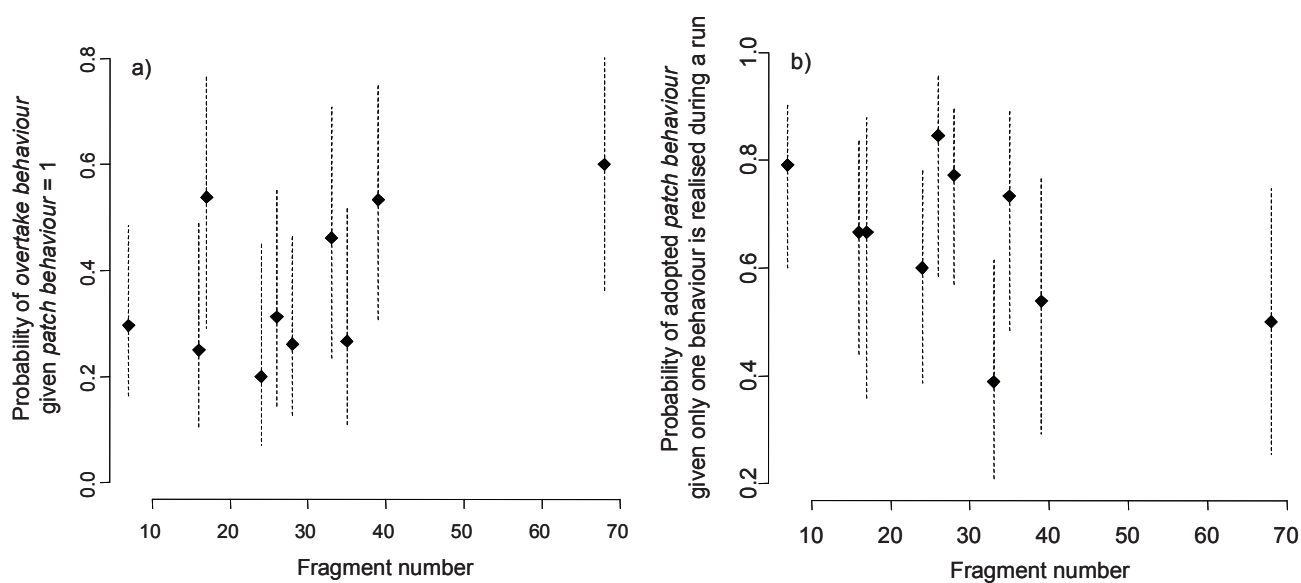 a)
Probability of overtake behaviour
given patch behaviour = 1
0.8
0.6
0.4
0.2
0.0
10 20 30 40 50 60 70
Fragment number
b)
Probability of adopted patch behaviour
given only one behaviour is realised during a run
1.0
0.8
0.6
0.4
0.2
10 20 30 40 50 60 70
Fragment number